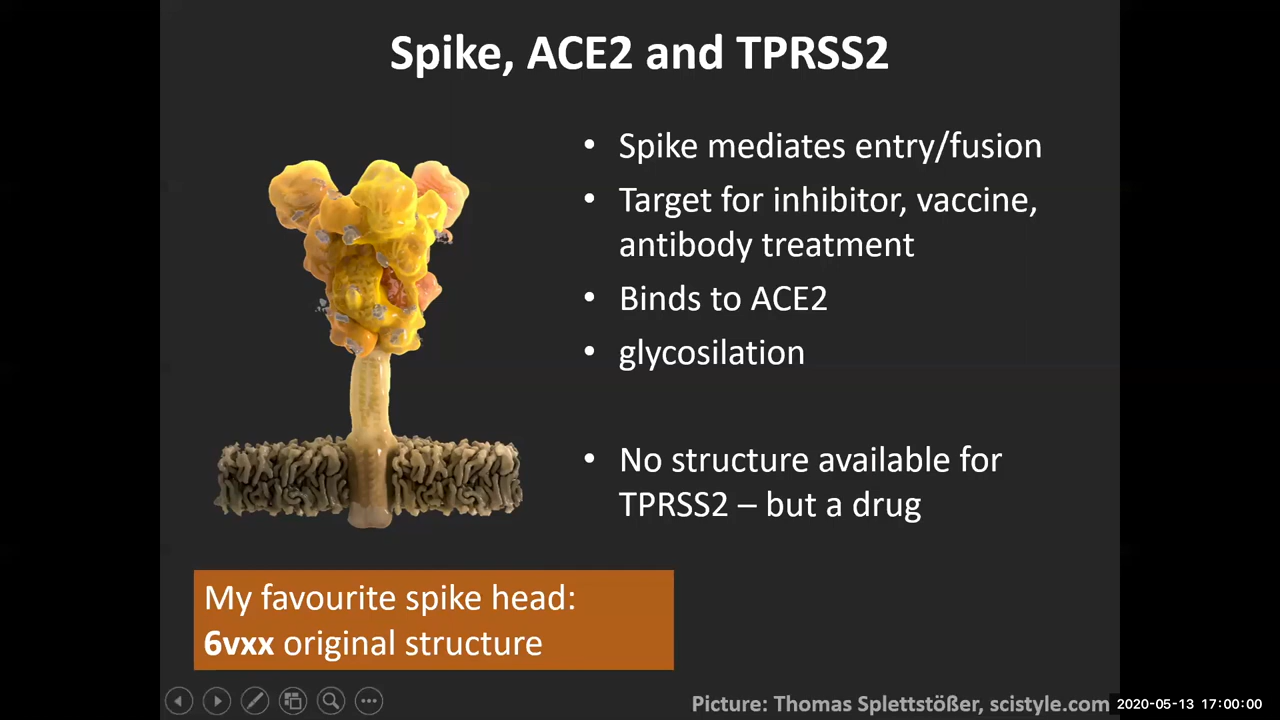 Spike, ACE2 and TPRSS2
• Spike mediates entry/fusion
• Target for inhibitor, vaccine,
antibody treatment
• Binds to ACE2
• glycosilation
• No structure available for
TPRSS2 – but a drug
My favourite spike head:
6vxx original structure
Picture: Thomas Splettstößer, scistyle.com
2020-05-13 17:00:00